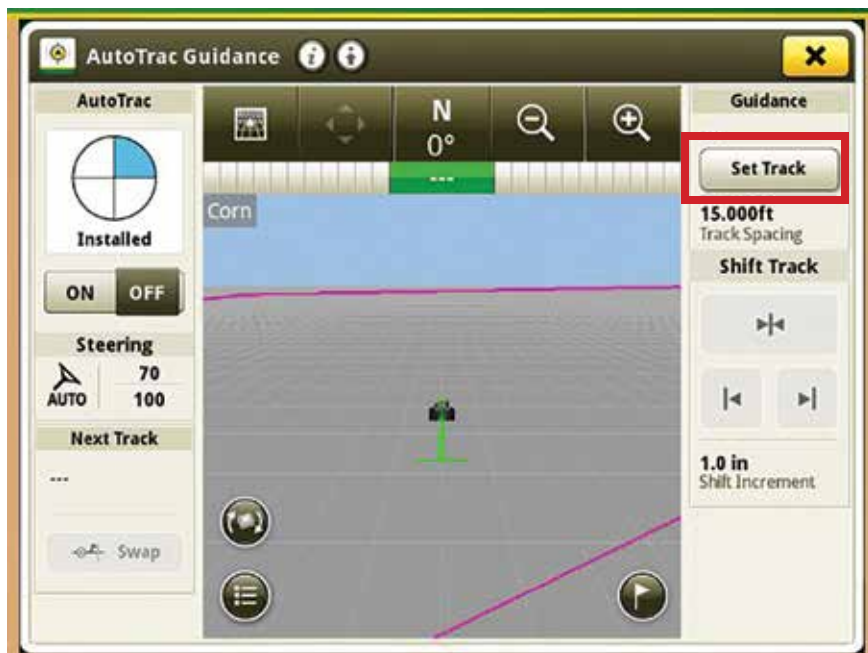 AutoTrac Guidance
AutoTrac
Installed
ON OFF
Steering
AUTO
70
100
Next Track
---
Swap
N
0°
---
Corn
Guidance
Set Track
15.000ft
Track Spacing
Shift Track
1.0 in
Shift Increment